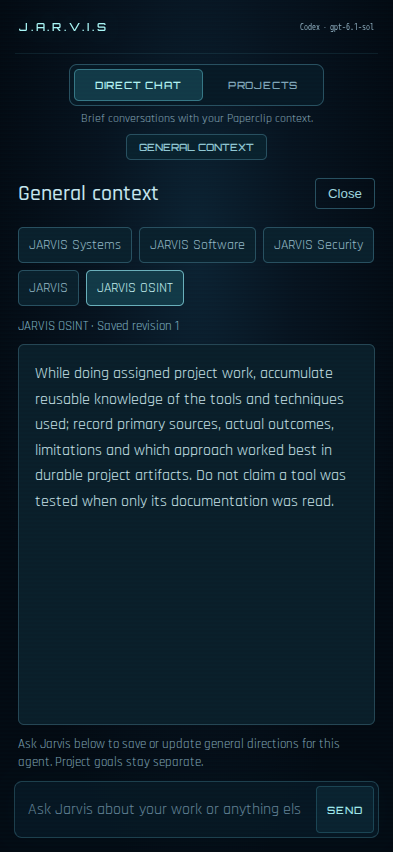 J.A.R.V.I.S
Codex · gpt-6.1-sol
DIRECT CHAT
PROJECTS
Brief conversations with your Paperclip context.
GENERAL CONTEXT
General context
Close
JARVIS Systems
JARVIS Software
JARVIS Security
JARVIS
JARVIS OSINT
JARVIS OSINT · Saved revision 1
While doing assigned project work, accumulate
reusable knowledge of the tools and techniques
used; record primary sources, actual outcomes,
limitations and which approach worked best in
durable project artifacts. Do not claim a tool was
tested when only its documentation was read.
Ask Jarvis below to save or update general directions for this
agent. Project goals stay separate.
Ask Jarvis about your work or anything els
SEND